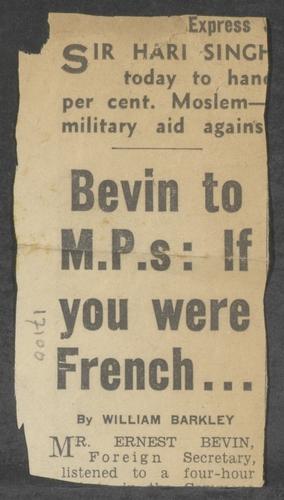 Express
SIR HARI SINGH
today to hand
per cent. Moslem—
military aid agains
Bevin to
M.P.s: If
you were
French...
By WILLIAM BARKLEY
MR. ERNEST BEVIN,
Foreign Secretary,
listened to a four-hour
00171